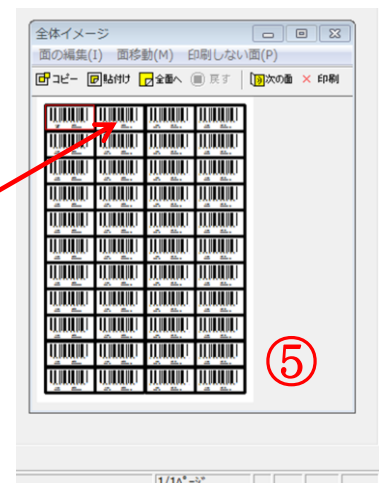 全体イメージ
面の編集(I) 面移動(M) 印刷しない面(P)
コピー 貼付け 全面へ 戻す 次の面 × 印刷
⑤
1/1ﾍﾟｰｼﾞ